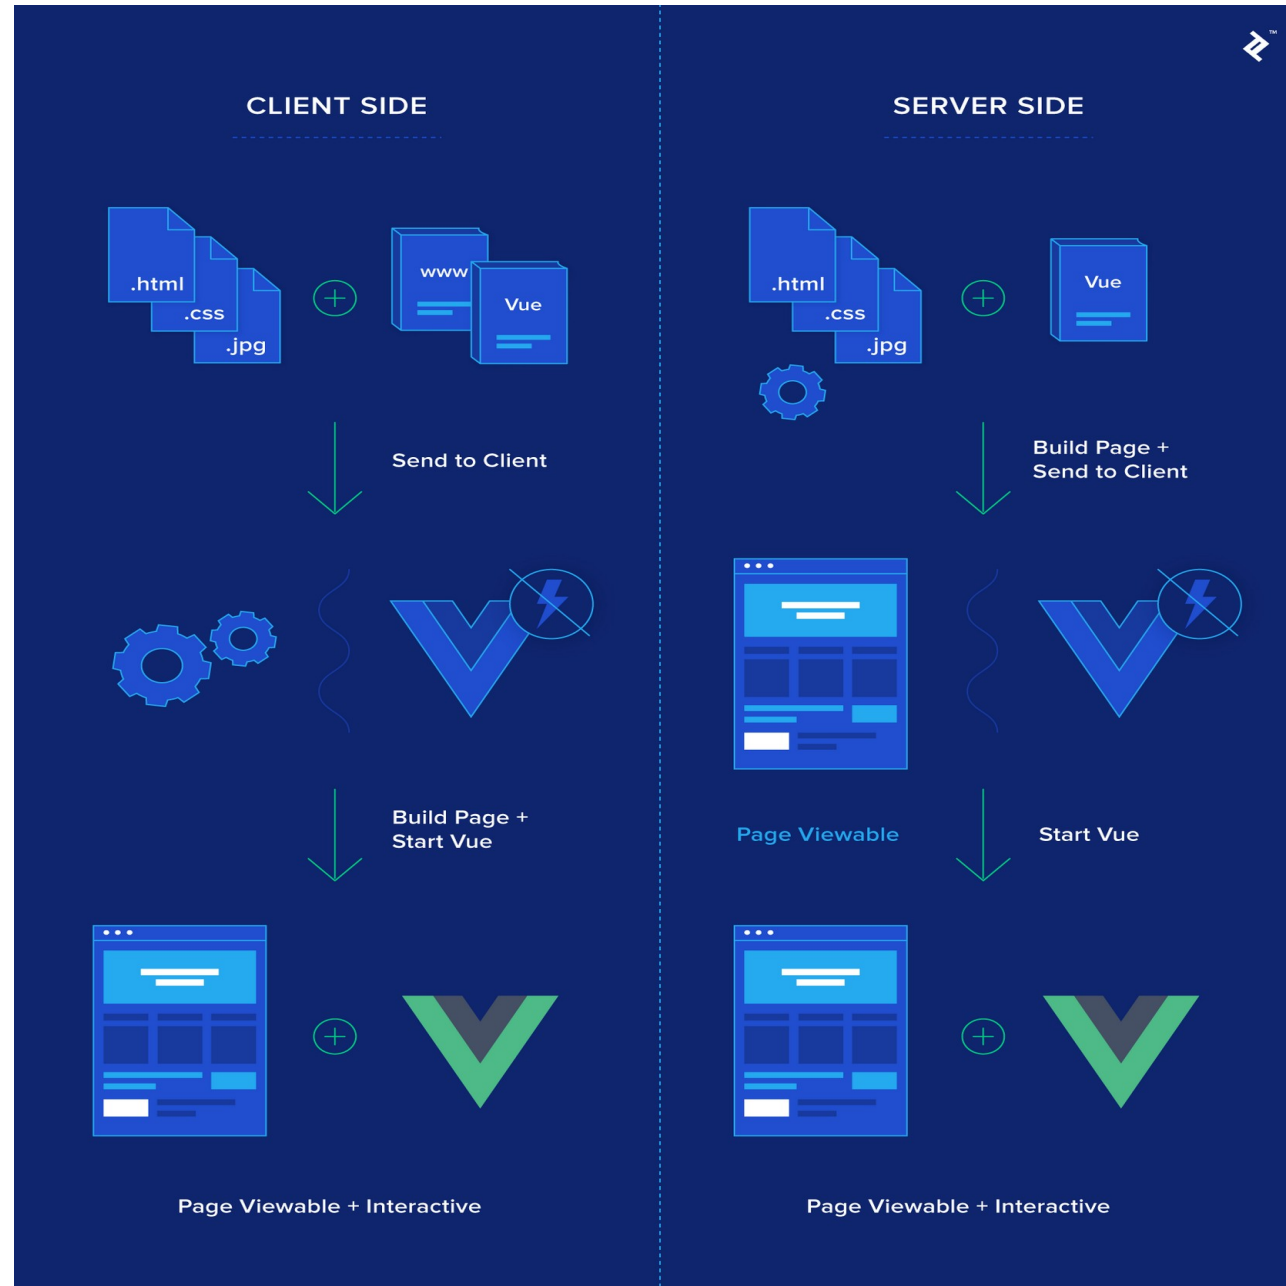 CLIENT SIDE
.html
.css
.jpg
www
Vue
Send to Client
Build Page +
Start Vue
Page Viewable + Interactive
SERVER SIDE
.html
.css
.jpg
Vue
Build Page +
Send to Client
Page Viewable
Start Vue
Page Viewable + Interactive
TM